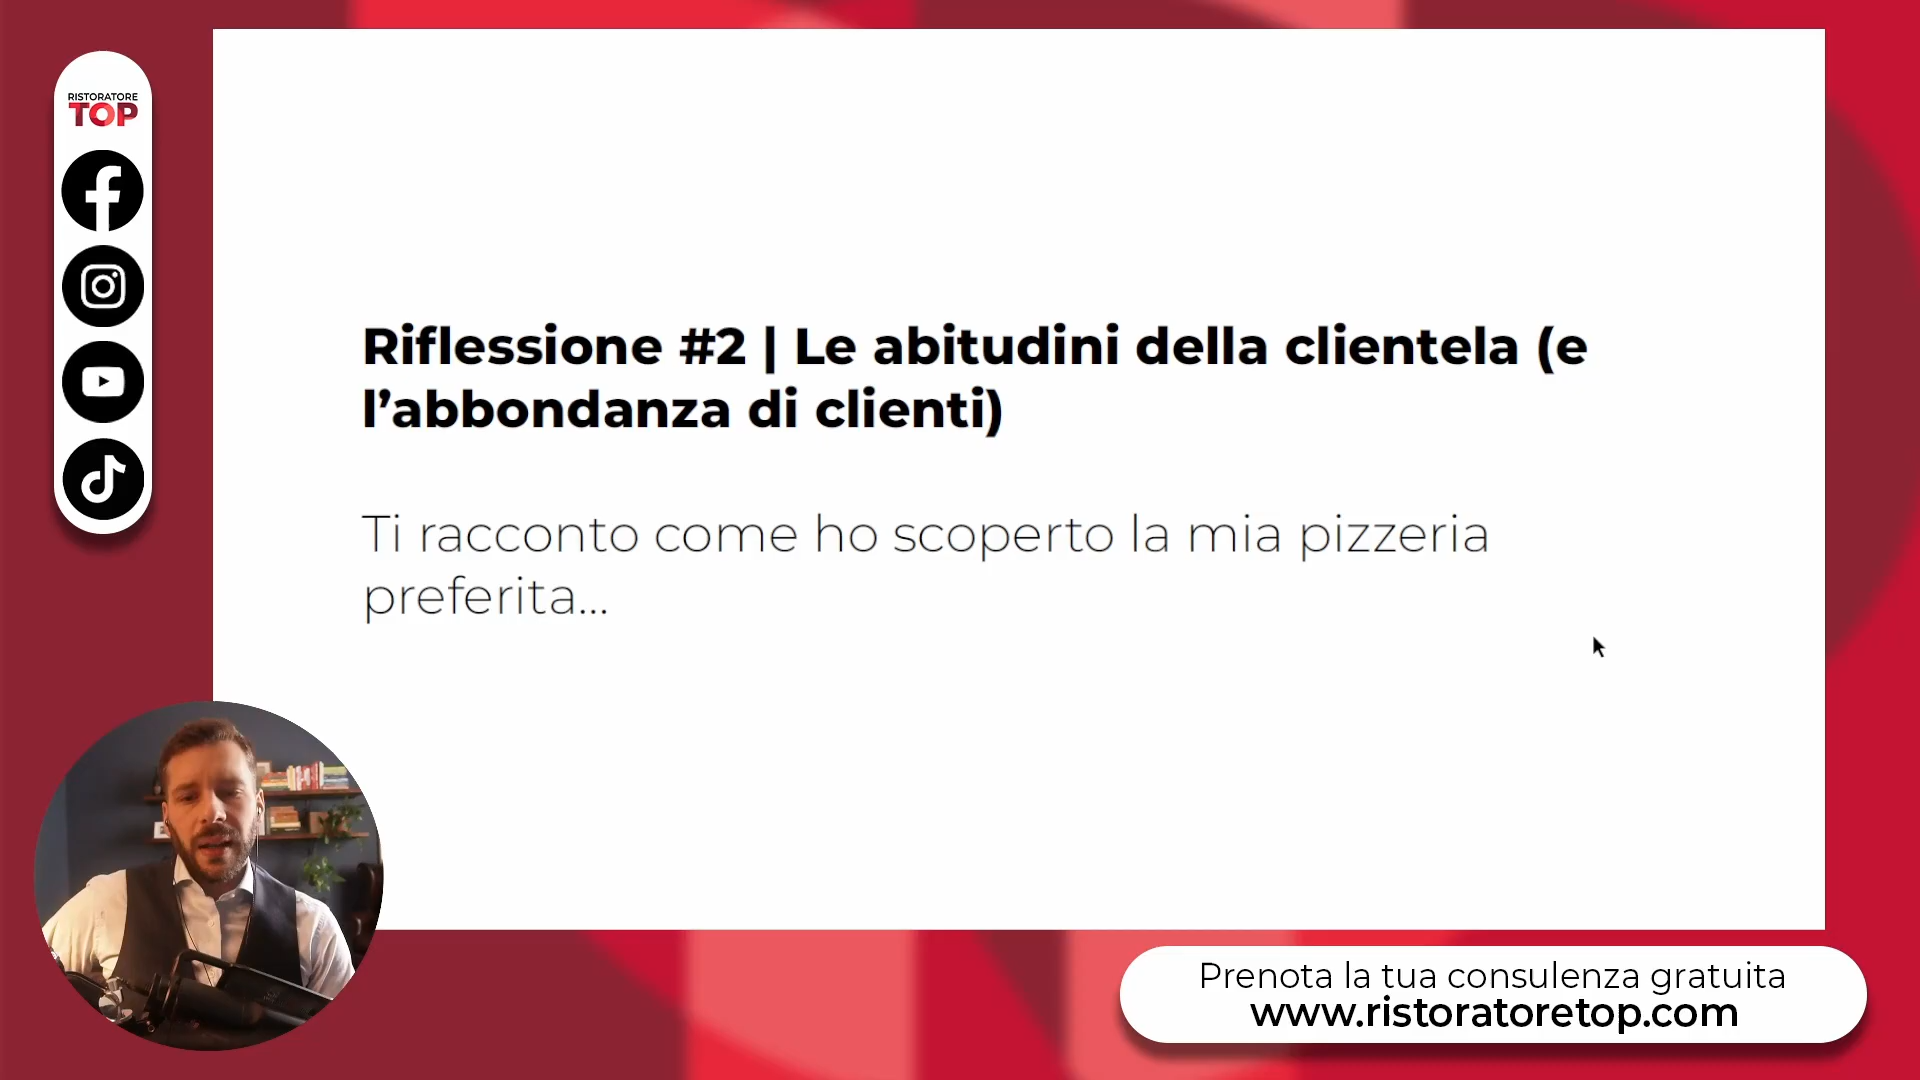 RISTORATORE
TOP
Riflessione #2 | Le abitudini della clientela (e
l’abbondanza di clienti)
Ti racconto come ho scoperto la mia pizzeria
preferita...
Prenota la tua consulenza gratuita
www.ristoratoretop.com